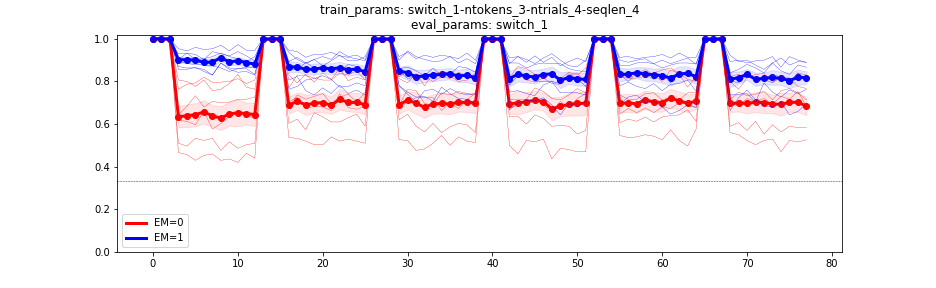 train_params: switch_1-ntokens_3-ntrials_4-seqlen_4
eval_params: switch_1
1.0
0.8
0.6
0.4
0.2
0.0
EM=0
EM=1
0 10 20 30 40 50 60 70 80